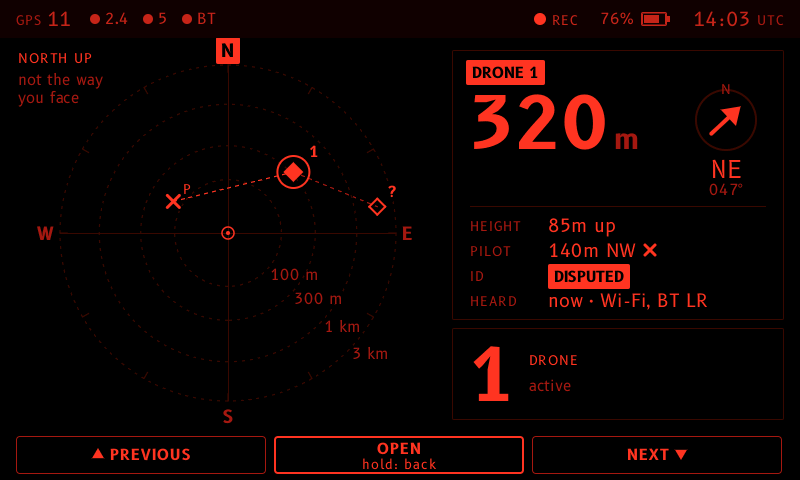 GPS 11 2.4 5 BT REC 76% 14:03 UTC
NORTH UP
not the way
you face
N
1
P
?
W
E
100 m
300 m
1 km
3 km
S
DRONE 1
320 m
N
NE
047°
HEIGHT 85m up
PILOT 140m NW
ID DISPUTED
HEARD now · Wi-Fi, BT LR
1 DRONE
active
PREVIOUS
OPEN
hold: back
NEXT